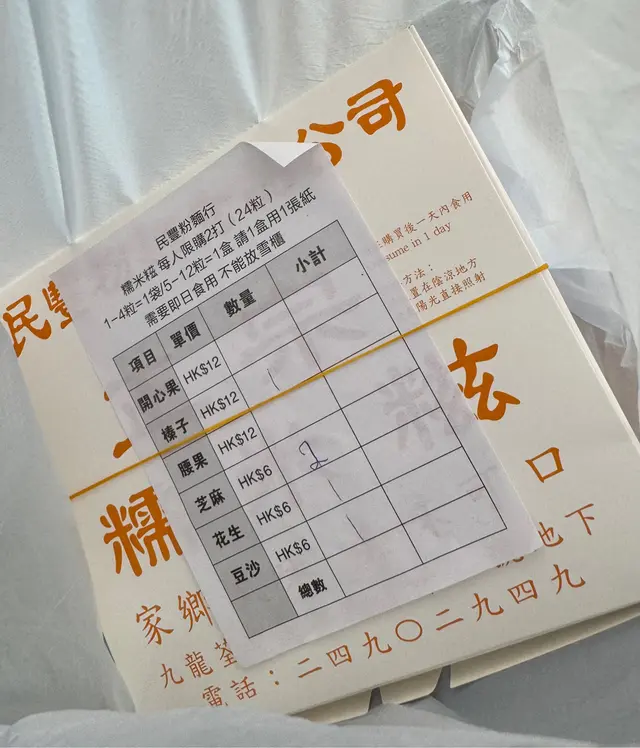 民豐
公司
民豐粉麵行
糯米糍 每人限購2打（24粒）
1-4粒=1袋/5-12粒=1盒 請1盒用1張紙
需要即日食用 不能放雪櫃
項目 單價 數量 小計
開心果 HK$12
榛子 HK$12 1
腰果 HK$12
芝麻 HK$6 2
花生 HK$6 1
豆沙 HK$6 1
總數
購買後一天內食用
sume in 1 day
方法：
置在陰涼地方
陽光直接照射
糯
口
家鄉
九龍荃 地下
電話：二四九〇二九四九